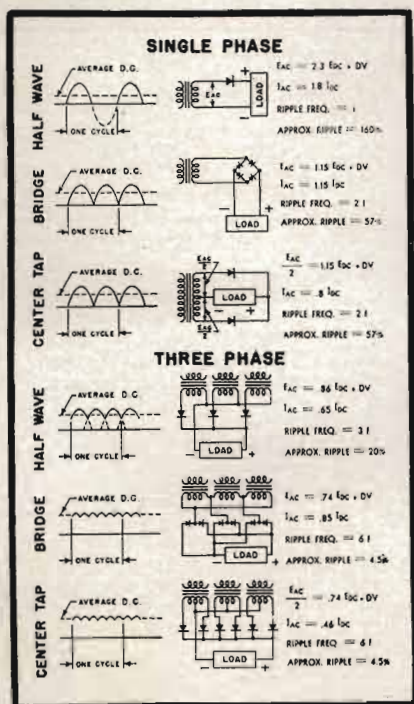 SINGLE PHASE
HALF WAVE
AVERAGE D.C.
ONE CYCLE
EAC
LOAD
+
-
EAC = 2.3 EDC + DV
IAC = 1.8 IDC
RIPPLE FREQ. = f
APPROX. RIPPLE = 160%
BRIDGE
AVERAGE D.C.
ONE CYCLE
- +
LOAD
EAC = 1.15 EDC + DV
IAC = 1.15 IDC
RIPPLE FREQ. = 2 f
APPROX. RIPPLE = 57%
CENTER TAP
AVERAGE D.C.
ONE CYCLE
EAC/2
- LOAD +
EAC/2
EAC/2 = 1.15 EDC + DV
IAC = .8 IDC
RIPPLE FREQ. = 2 f
APPROX. RIPPLE = 57%
THREE PHASE
HALF WAVE
AVERAGE D.C.
ONE CYCLE
- LOAD +
EAC = .86 EDC + DV
IAC = .65 IDC
RIPPLE FREQ. = 3 f
APPROX. RIPPLE = 20%
BRIDGE
AVERAGE D.C.
ONE CYCLE
- LOAD +
EAC = .74 EDC + DV
IAC = .85 IDC
RIPPLE FREQ. = 6 f
APPROX. RIPPLE = 4.5%
CENTER TAP
AVERAGE D.C.
ONE CYCLE
- LOAD +
EAC/2 = .74 EDC + DV
IAC = .46 IDC
RIPPLE FREQ = 6 f
APPROX. RIPPLE = 4.5%